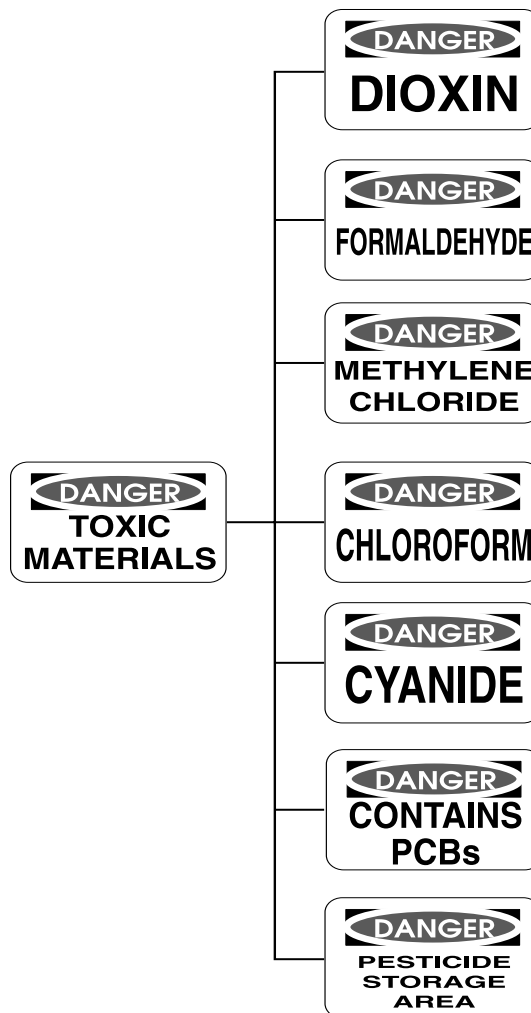 DANGER
DIOXIN
DANGER
FORMALDEHYDE
DANGER
METHYLENE
CHLORIDE
DANGER
TOXIC
MATERIALS
DANGER
CHLOROFORM
DANGER
CYANIDE
DANGER
CONTAINS
PCBs
DANGER
PESTICIDE
STORAGE
AREA